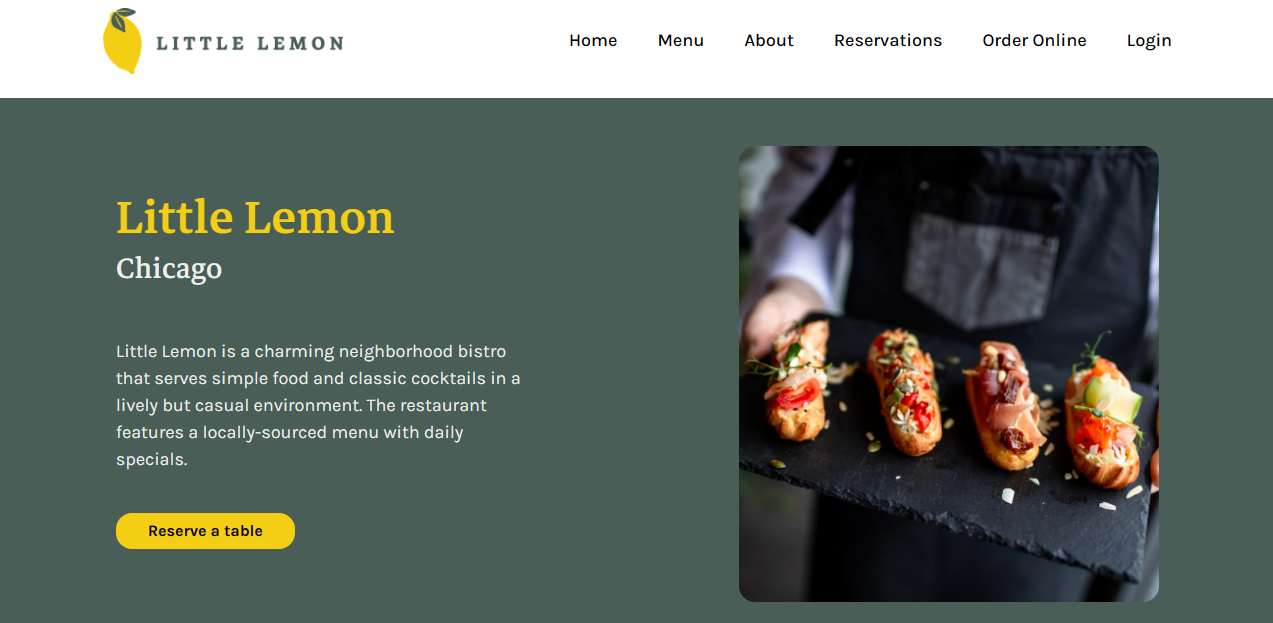 LITTLE LEMON
Home Menu About Reservations Order Online Login
Little Lemon
Chicago
Little Lemon is a charming neighborhood bistro
that serves simple food and classic cocktails in a
lively but casual environment. The restaurant
features a locally-sourced menu with daily
specials.
Reserve a table